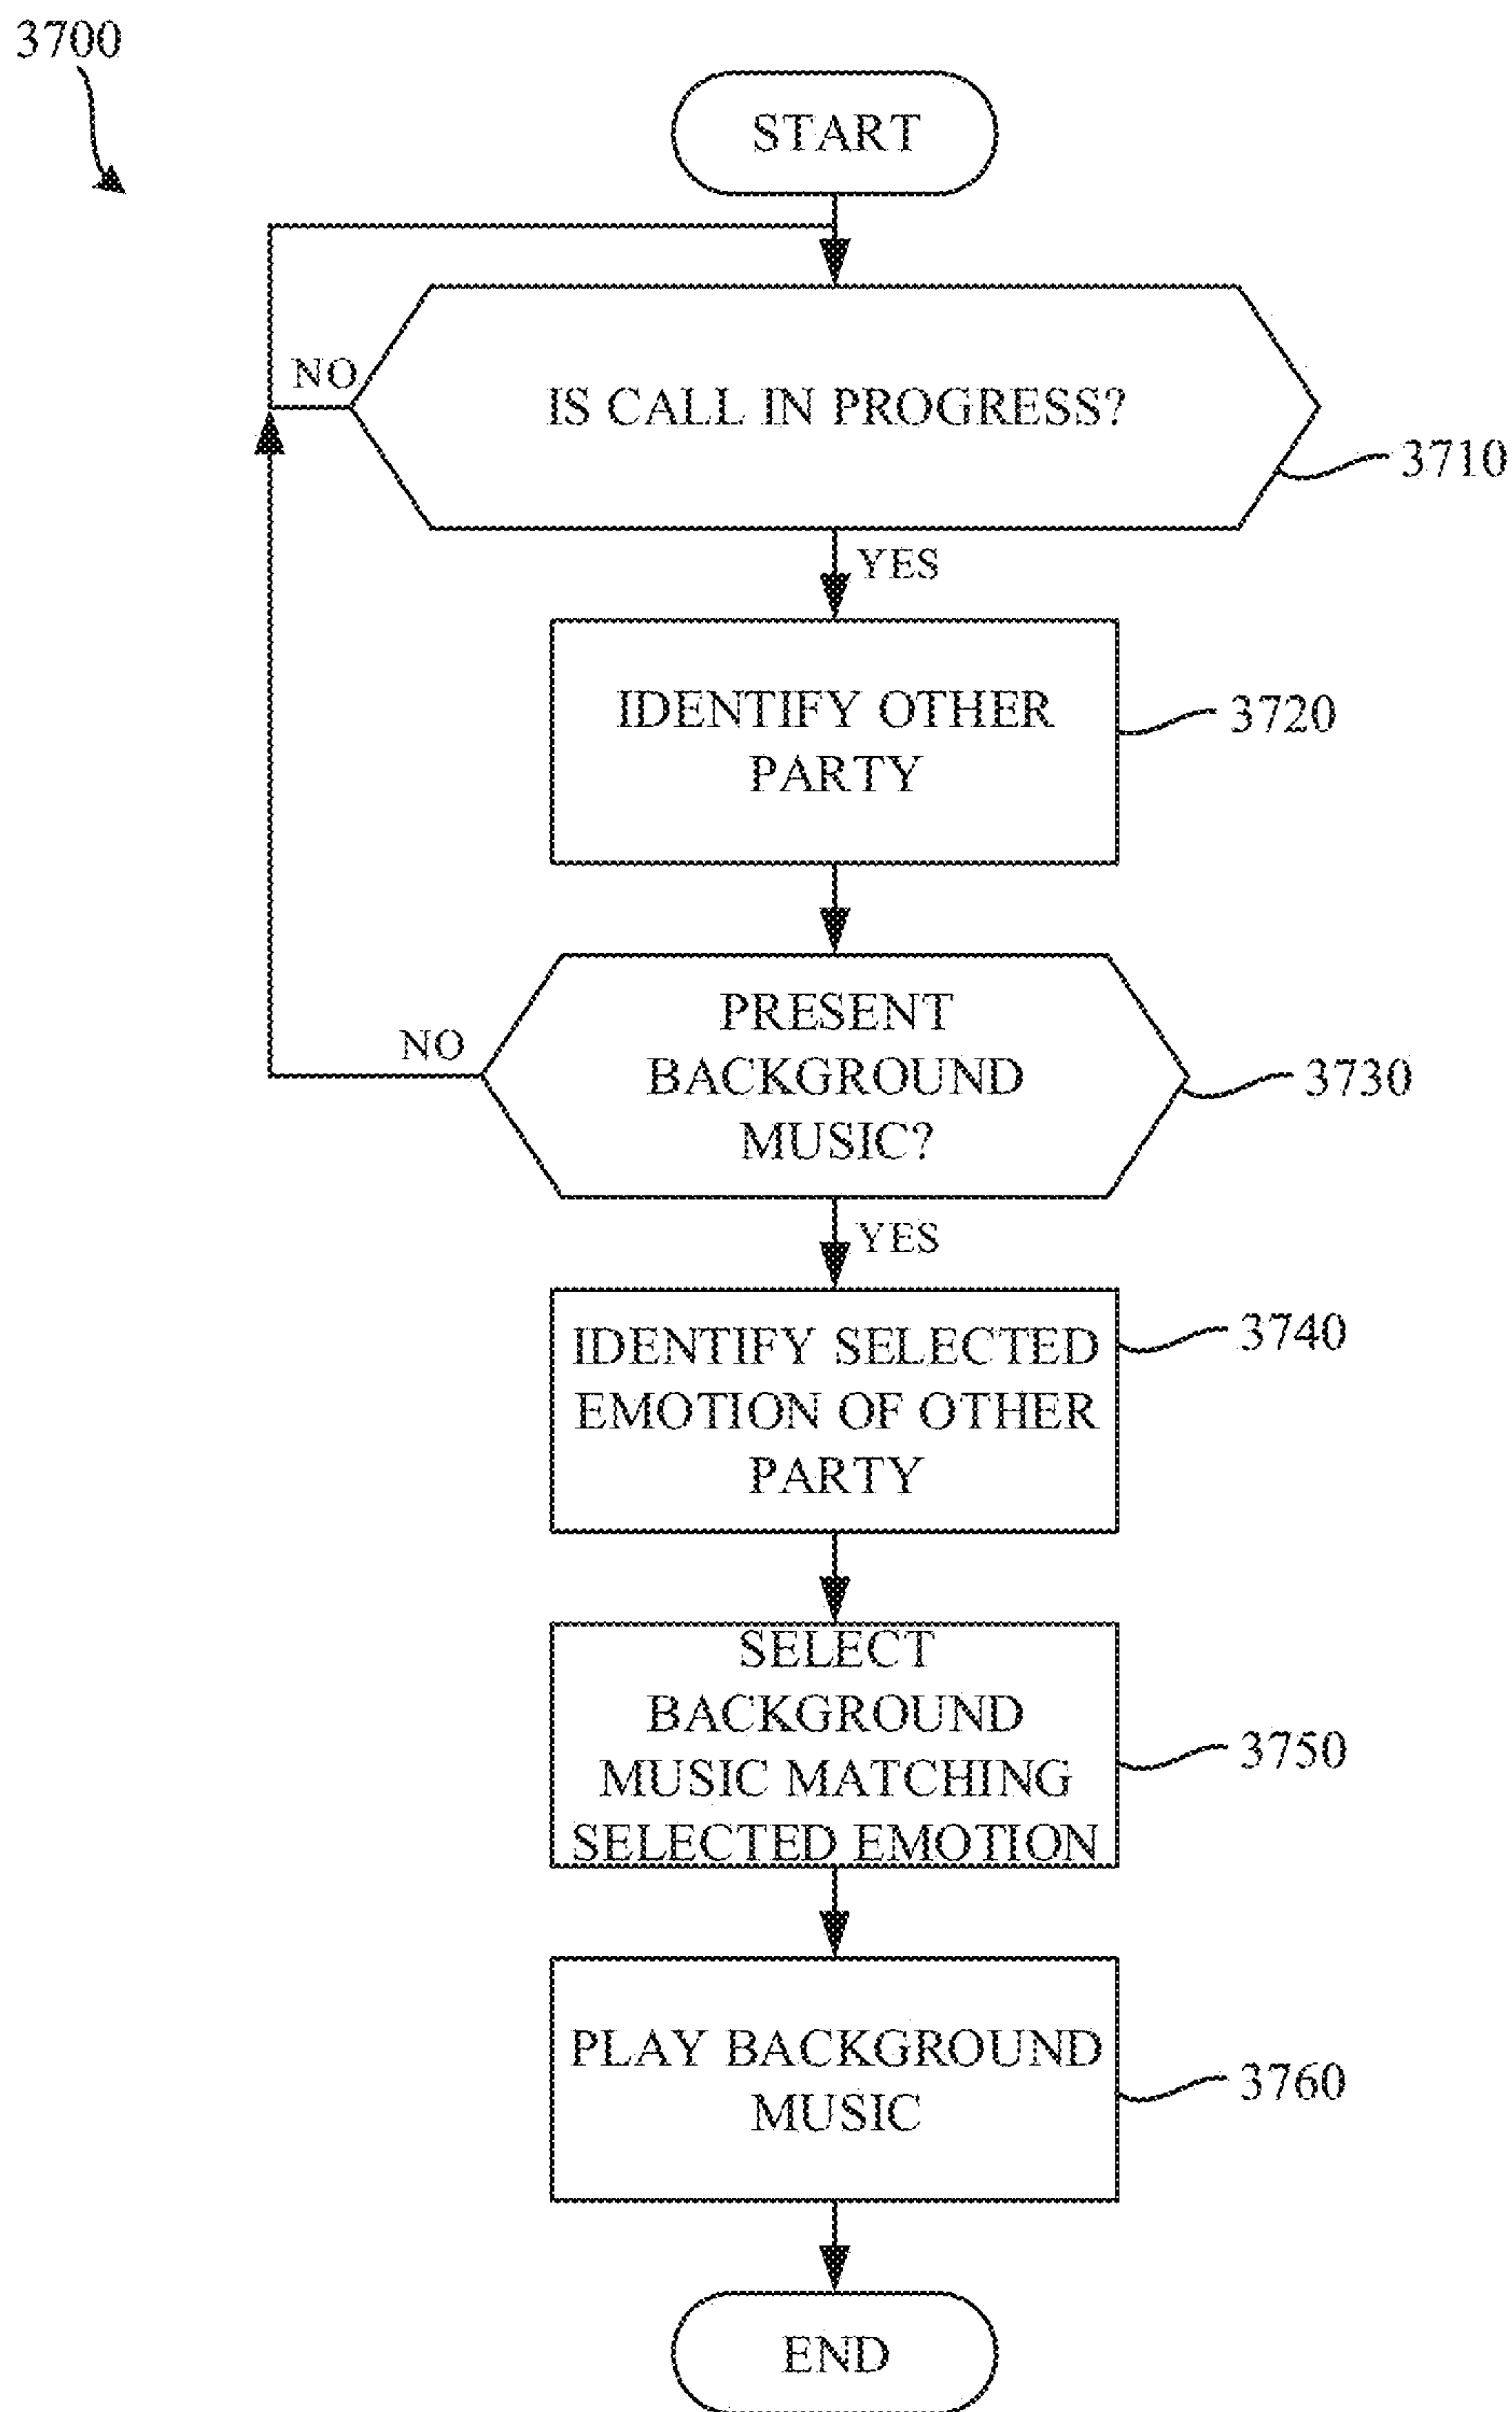 3700
START
NO
IS CALL IN PROGRESS?
3710
YES
IDENTIFY OTHER
PARTY
3720
PRESENT
BACKGROUND
MUSIC?
NO
3730
YES
IDENTIFY SELECTED
EMOTION OF OTHER
PARTY
3740
SELECT
BACKGROUND
MUSIC MATCHING
SELECTED EMOTION
3750
PLAY BACKGROUND
MUSIC
3760
END